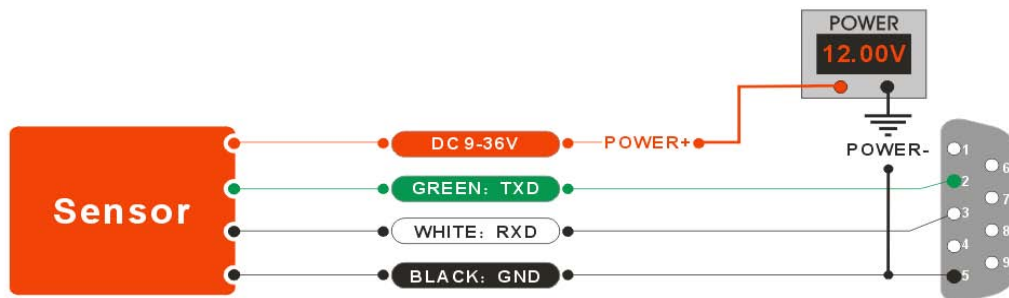 POWER
12.00V
Sensor
DC 9-36V
POWER+
POWER-
GREEN: TXD
WHITE: RXD
BLACK: GND
1
2
3
4
5
6
7
8
9